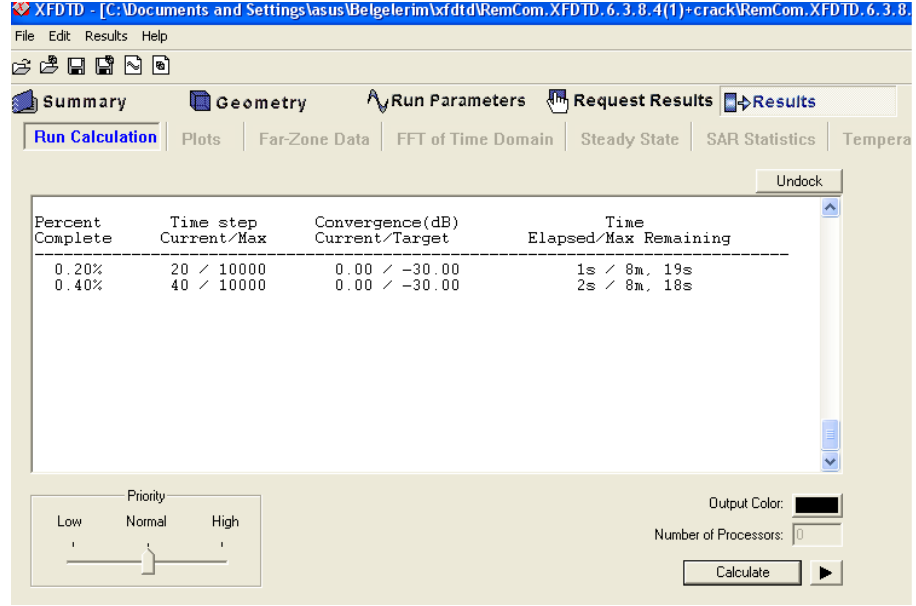 XFDTD - [C:\Documents and Settings\asus\Belgelerim\xfdtd\RemCom.XFDTD.6.3.8.4(1)+crack\RemCom.XFDTD.6.3.8.
File Edit Results Help
Summary Geometry Run Parameters Request Results Results
Run Calculation Plots Far-Zone Data FFT of Time Domain Steady State SAR Statistics Tempera
Undock
Percent Time step Convergence(dB) Time
Complete Current/Max Current/Target Elapsed/Max Remaining
0.20% 20 / 10000 0.00 / -30.00 1s / 8m, 19s
0.40% 40 / 10000 0.00 / -30.00 2s / 8m, 18s
Priority
Low Normal High
Output Color:
Number of Processors: 0
Calculate